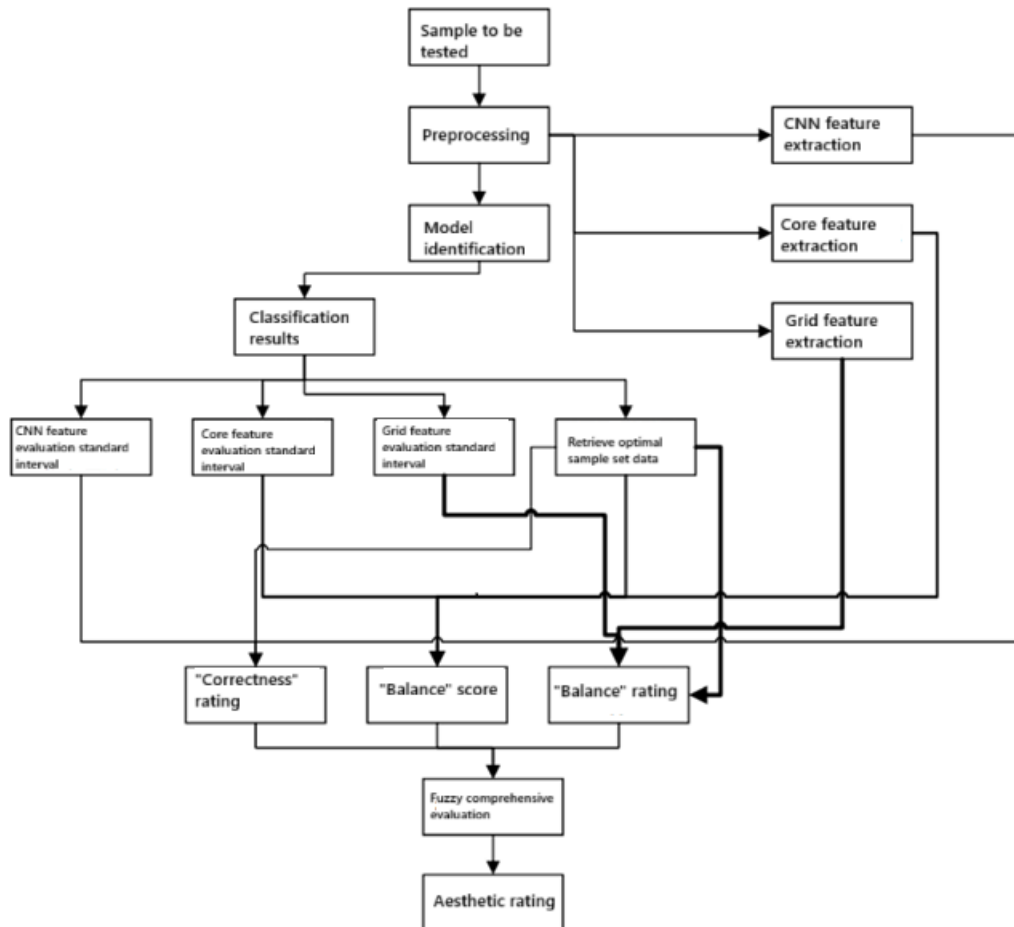 Sample to be
tested
Preprocessing
CNN feature
extraction
Model
identification
Core feature
extraction
Classification
results
Grid feature
extraction
CNN feature
evaluation standard
interval
Core feature
evaluation standard
interval
Grid feature
evaluation standard
interval
Retrieve optimal
sample set data
"Correctness"
rating
"Balance" score
"Balance" rating
Fuzzy comprehensive
evaluation
Aesthetic rating